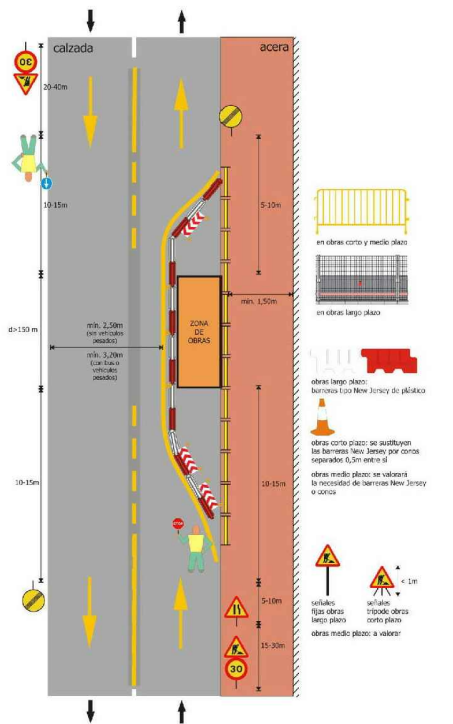 calzada
acera
30
20-40m
10-15m
5-10m
min. 1,50m
d>150 m
min. 2,50m
(sin vehículos
pesados)
min. 3,20m
(con bus o
vehículos
pesados)
ZONA
DE
OBRAS
10-15m
10-15m
STOP
5-10m
15-30m
30
en obras corto y medio plazo
en obras largo plazo
obras largo plazo:
barreras tipo New Jersey de plástico
obras corto plazo: se sustituyen
las barreras New Jersey por conos
separados 0,5m entre sí
obras medio plazo: se valorará
la necesidad de barreras New Jersey
o conos
< 1m
señales
fijas obras
largo plazo
señales
trípode obras
corto plazo
obras medio plazo: a valorar